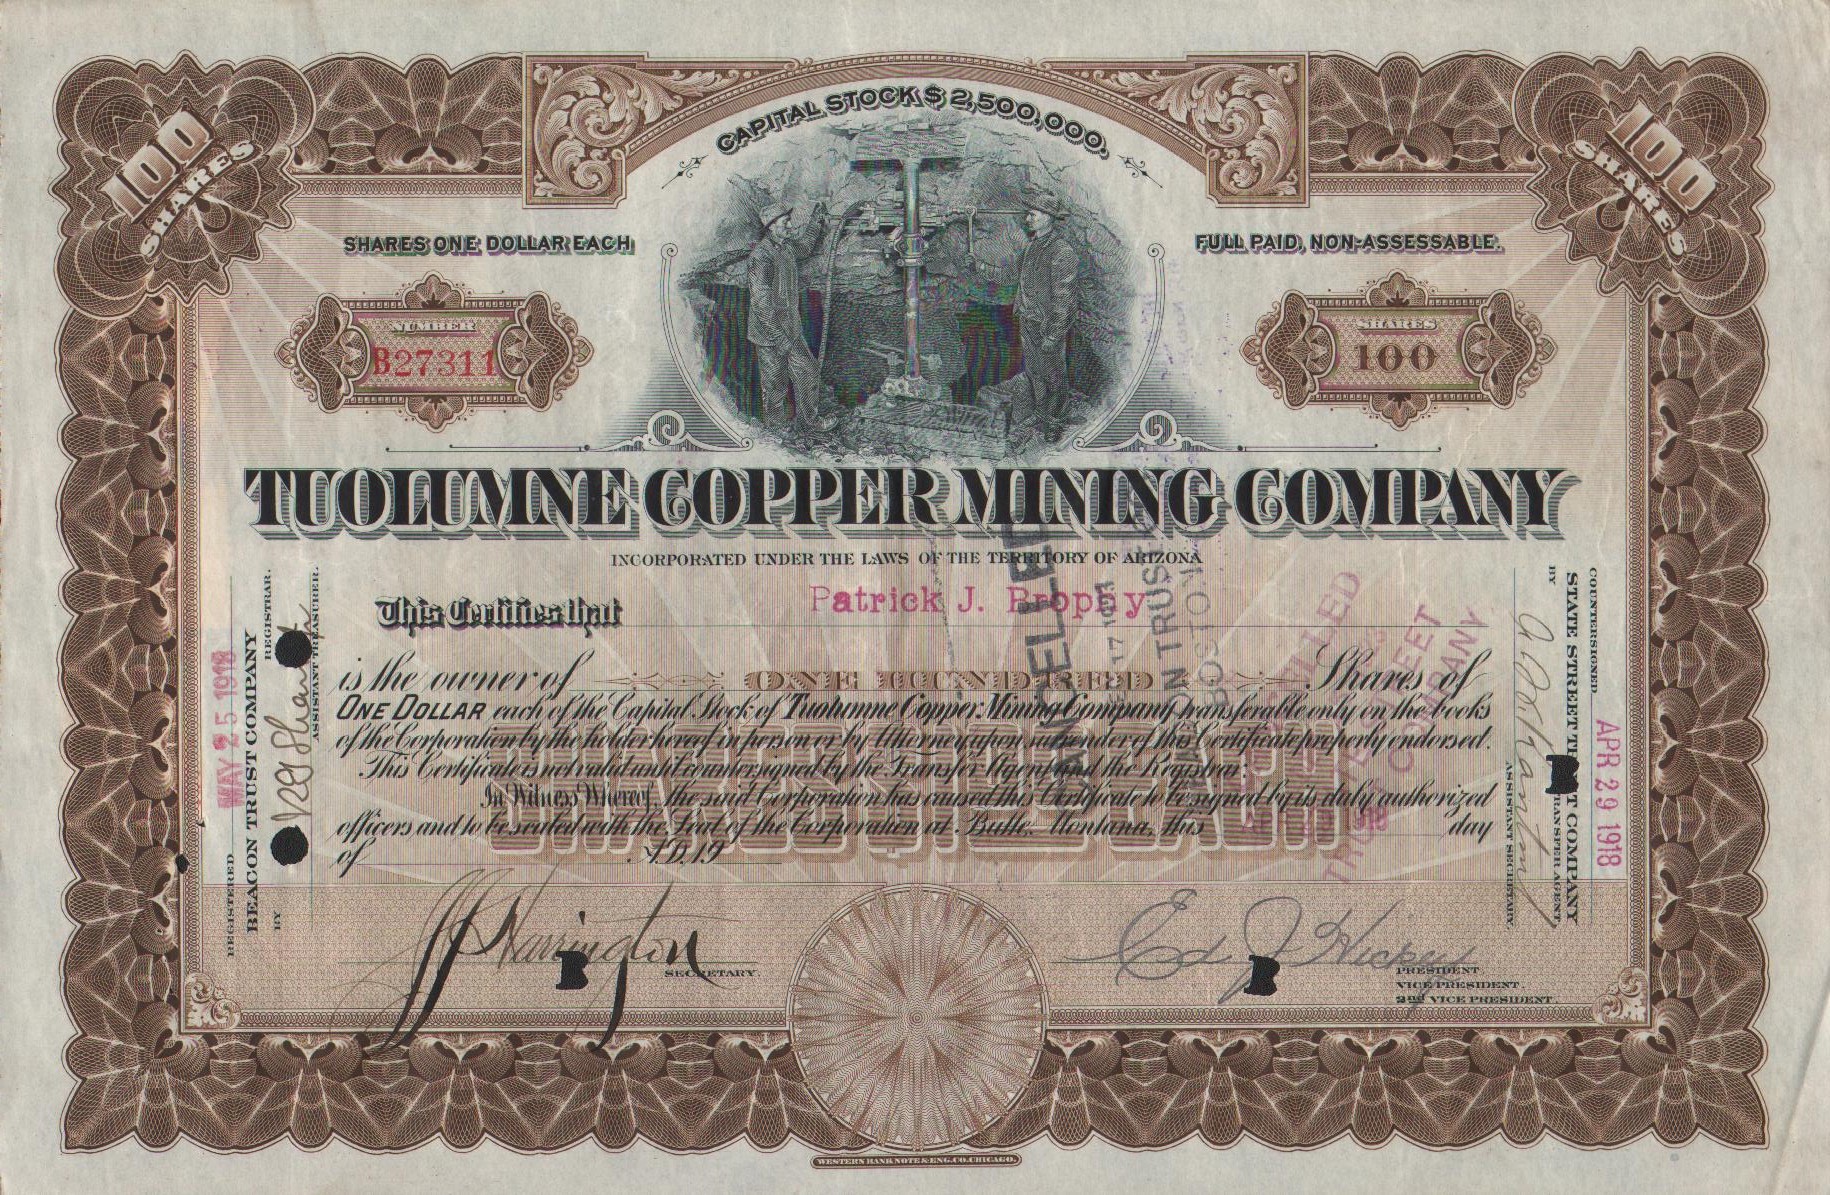 CAPITAL STOCK $2,500,000.
100 SHARES
100 SHARES
SHARES ONE DOLLAR EACH
FULL PAID, NON-ASSESSABLE.
NUMBER
B27311
SHARES
100
TUOLUMNE COPPER MINING COMPANY
INCORPORATED UNDER THE LAWS OF THE TERRITORY OF ARIZONA
This Certifies that
Patrick J. Brophy
is the owner of ONE HUNDRED Shares of
ONE DOLLAR each of the Capital Stock of Tuolumne Copper Mining Company, transferable only on the books
of the Corporation by the holder hereof in person or by Attorney upon surrender of this Certificate properly endorsed.
This Certificate is not valid until countersigned by the Transfer Agent and the Registrar.
In Witness Whereof, the said Corporation has caused this Certificate to be signed by its duly authorized
officers and to be sealed with the Seal of the Corporation at Butte, Montana, this day
of A.D. 19
SHARES $1 EACH
CANCELLED
17
BOSTON
STREET
COMPANY
REGISTERED
BEACON TRUST COMPANY
REGISTRAR.
BY
ASSISTANT TREASURER.
MAY 25 1918
COUNTERSIGNED
STATE STREET TRUST COMPANY
TRANSFER AGENT
BY
ASSISTANT SECRETARY.
APR 29 1918
J J Harrington
SECRETARY.
Ed J Hickey
PRESIDENT.
VICE PRESIDENT.
2nd VICE PRESIDENT.
WESTERN BANK NOTE & ENG. CO. CHICAGO.